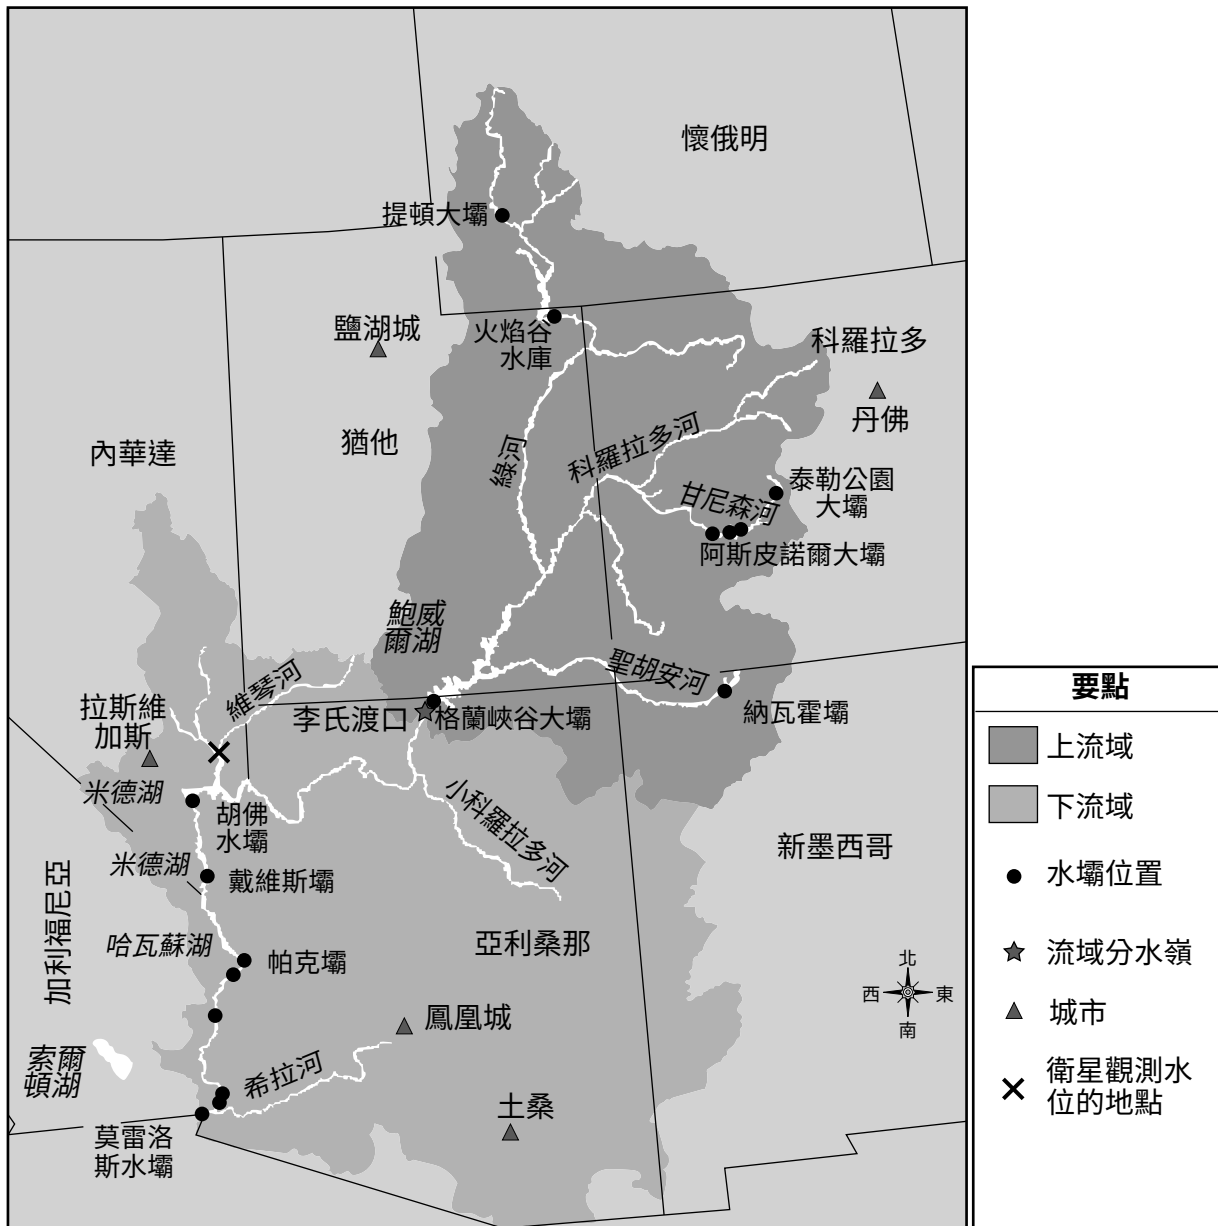 懷俄明
提頓大壩
鹽湖城
火焰谷
水庫
科羅拉多
丹佛
猶他
內華達
綠河
科羅拉多河
甘尼森河
泰勒公園
大壩
阿斯皮諾爾大壩
鮑威
爾湖
聖胡安河
維琴河
拉斯維
加斯
李氏渡口
格蘭峽谷大壩
納瓦霍壩
米德湖
胡佛
水壩
小科羅拉多河
新墨西哥
米德湖
戴維斯壩
加利福尼亞
哈瓦蘇湖
帕克壩
亞利桑那
鳳凰城
索爾
頓湖
希拉河
土桑
莫雷洛
斯水壩
北
西
東
南
要點
上流域
下流域
水壩位置
流域分水嶺
城市
衛星觀測水
位的地點